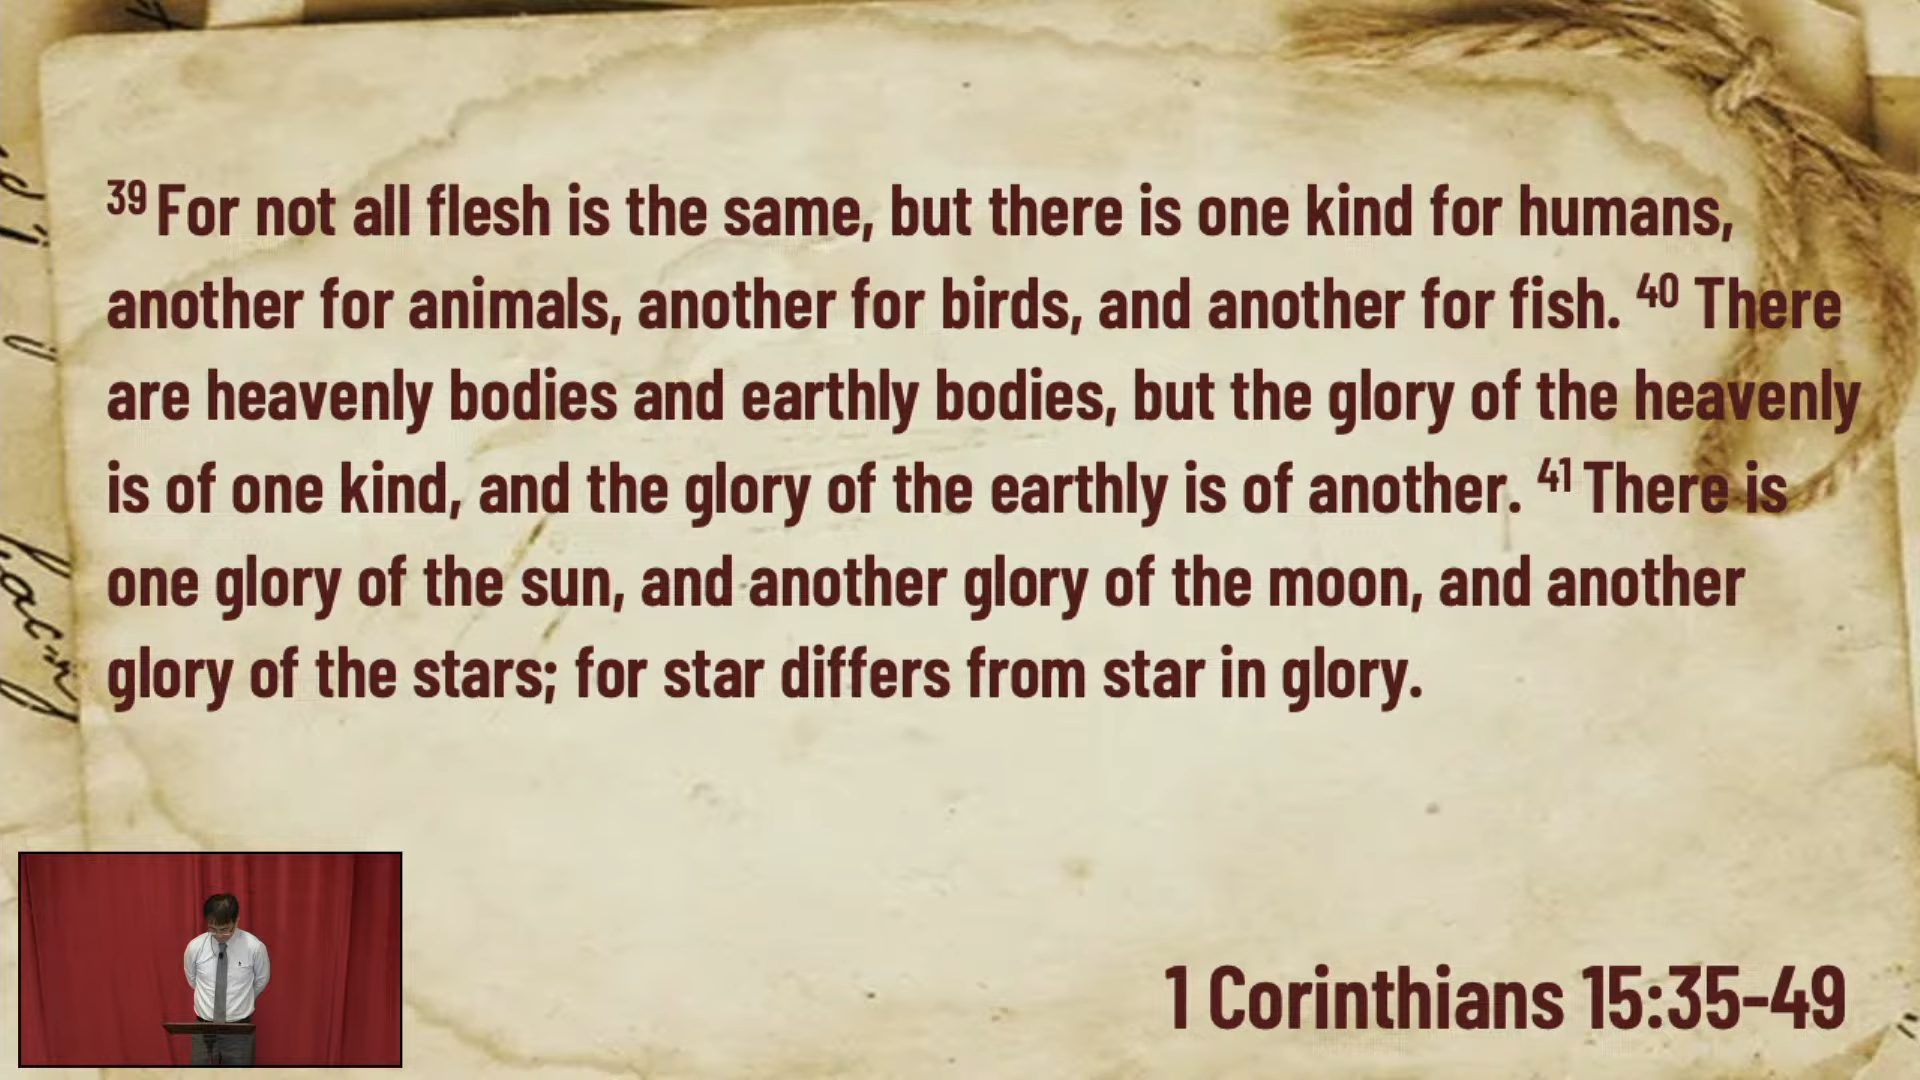 39 For not all flesh is the same, but there is one kind for humans,
another for animals, another for birds, and another for fish. 40 There
are heavenly bodies and earthly bodies, but the glory of the heavenly
is of one kind, and the glory of the earthly is of another. 41 There is
one glory of the sun, and another glory of the moon, and another
glory of the stars; for star differs from star in glory.
1 Corinthians 15:35-49